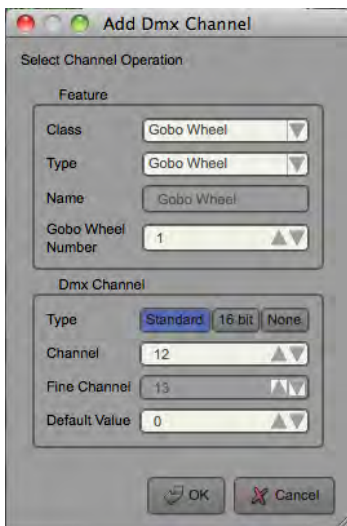 Add Dmx Channel
Select Channel Operation
Feature
Class Gobo Wheel
Type Gobo Wheel
Name Gobo Wheel
Gobo Wheel
Number 1
Dmx Channel
Type Standard 16 bit None
Channel 12
Fine Channel 13
Default Value 0
OK Cancel